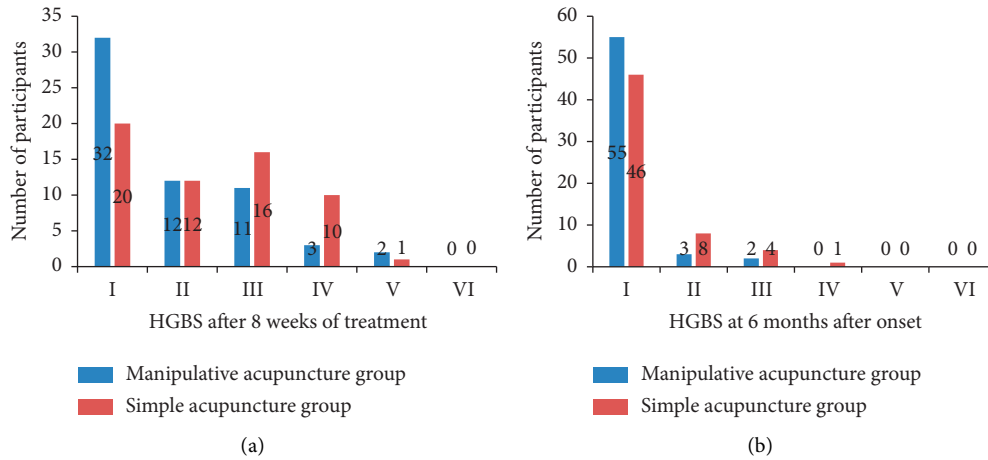 Number of participants
35
30
25
20
15
10
5
0
32
20
12 12
11
16
3
10
2 1
0 0
I II III IV V VI
HGBS after 8 weeks of treatment
Manipulative acupuncture group
Simple acupuncture group
(a)
Number of participants
60
50
40
30
20
10
0
55
46
3 8
2 4
0 1
0 0
0 0
I II III IV V VI
HGBS at 6 months after onset
Manipulative acupuncture group
Simple acupuncture group
(b)